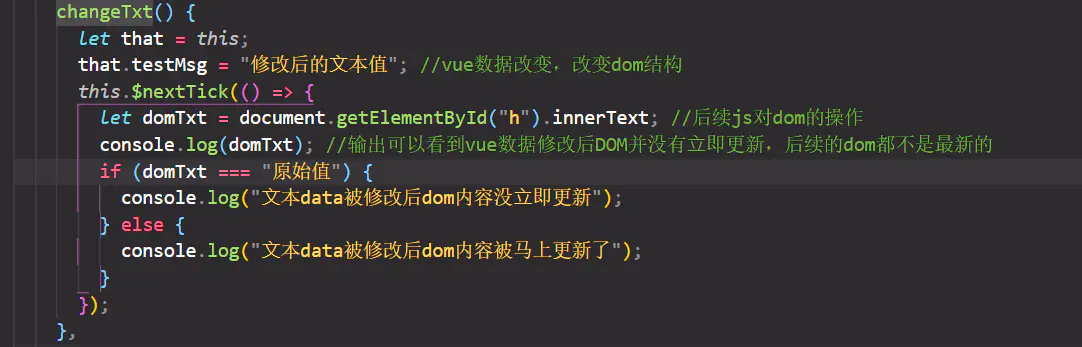 changeTxt() {
let that = this;
that.testMsg = "修改后的文本值"; //vue数据改变，改变dom结构
this.$nextTick(() => {
let domTxt = document.getElementById("h").innerText; //后续js对dom的操作
console.log(domTxt); //输出可以看到vue数据修改后DOM并没有立即更新，后续的dom都不是最新的
if (domTxt === "原始值") {
console.log("文本data被修改后dom内容没立即更新");
} else {
console.log("文本data被修改后dom内容被马上更新了");
}
});
},